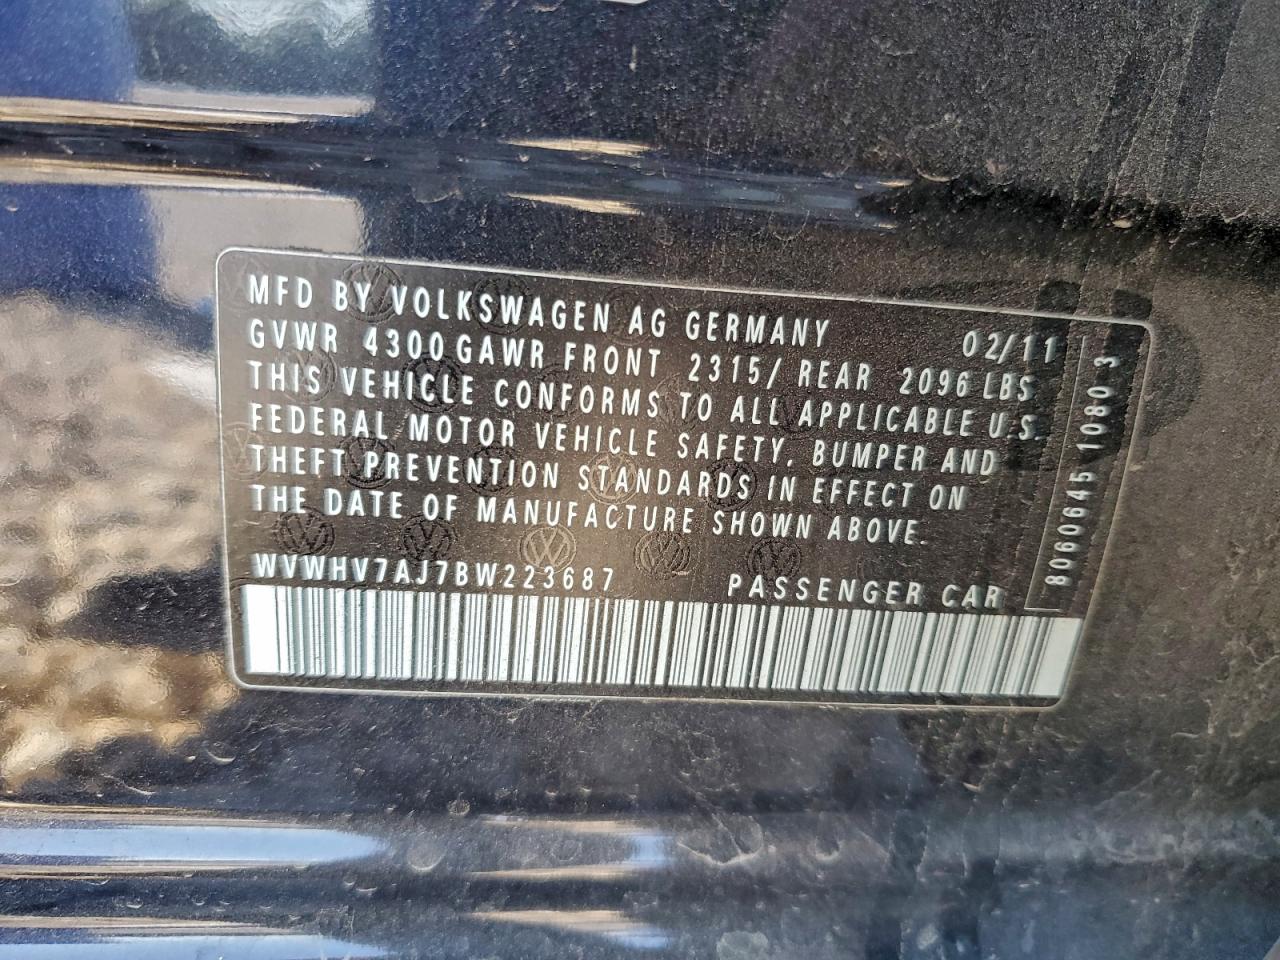 MFD BY VOLKSWAGEN AG GERMANY 02/11
GVWR 4300 GAWR FRONT 2315/ REAR 2096 LBS
THIS VEHICLE CONFORMS TO ALL APPLICABLE U.S.
FEDERAL MOTOR VEHICLE SAFETY, BUMPER AND
THEFT PREVENTION STANDARDS IN EFFECT ON
THE DATE OF MANUFACTURE SHOWN ABOVE.
WVWHV7AJ7BW223687 PASSENGER CAR
8060645 1080 3